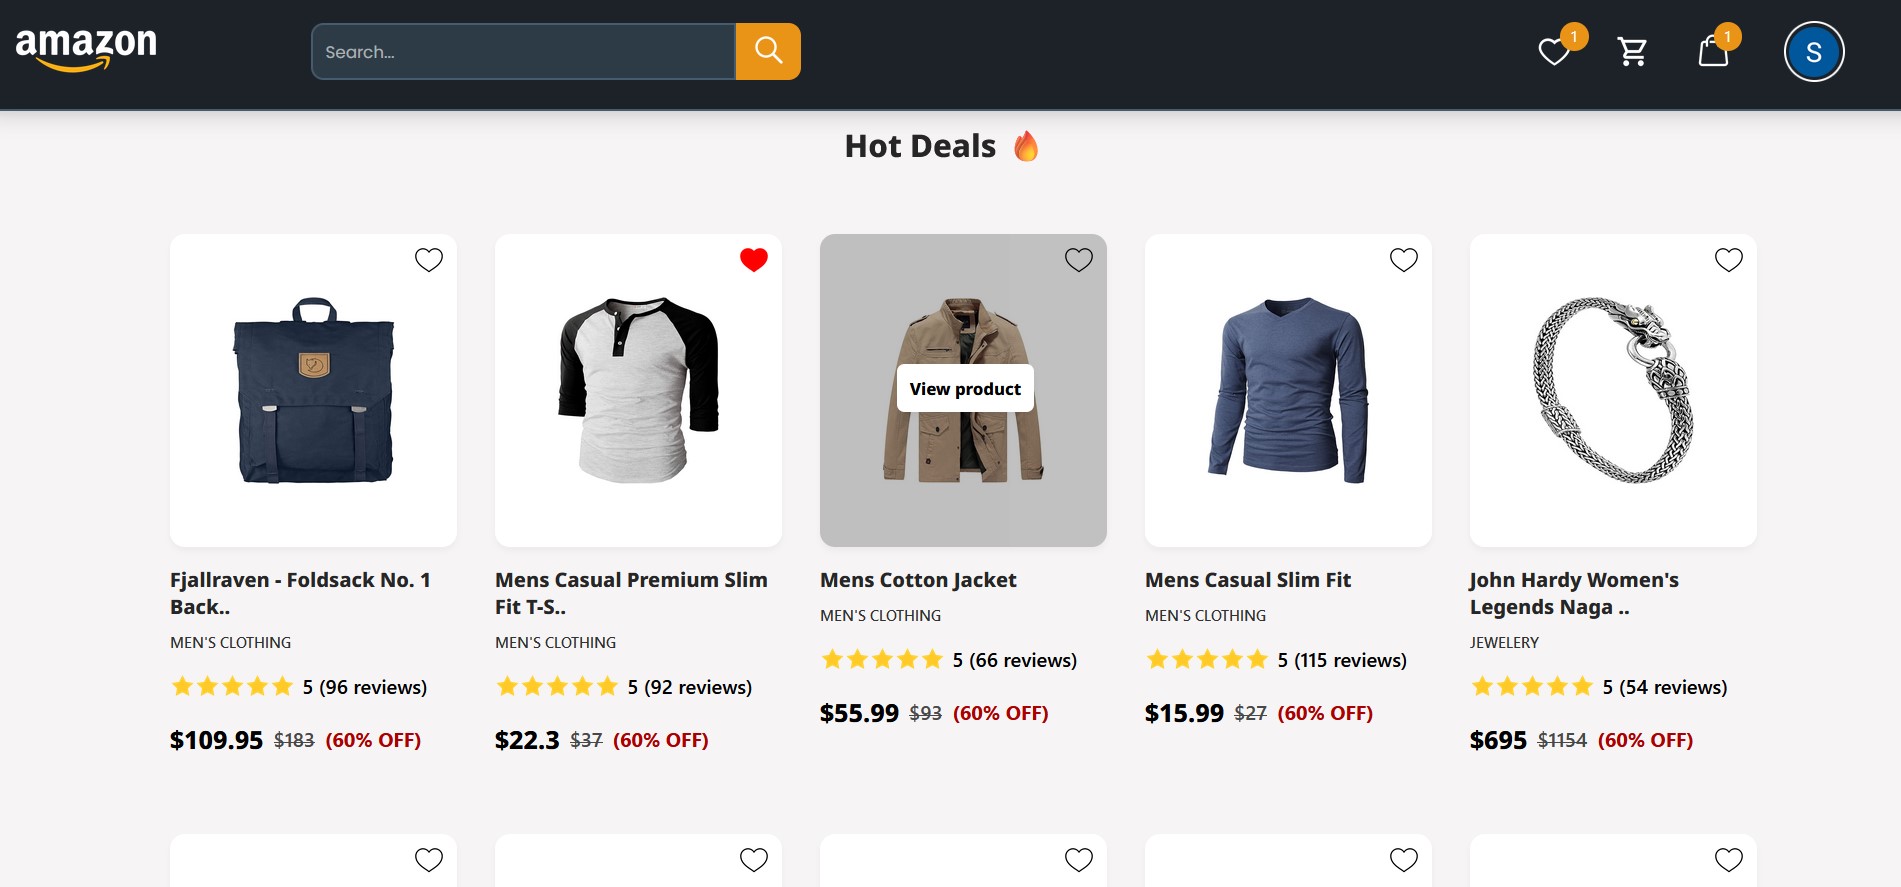 amazon
Search...
1
1
S
Hot Deals 🔥
Fjallraven - Foldsack No. 1
Back..
MEN'S CLOTHING
5 (96 reviews)
$109.95 $183 (60% OFF)
Mens Casual Premium Slim
Fit T-S..
MEN'S CLOTHING
5 (92 reviews)
$22.3 $37 (60% OFF)
View product
Mens Cotton Jacket
MEN'S CLOTHING
5 (66 reviews)
$55.99 $93 (60% OFF)
Mens Casual Slim Fit
MEN'S CLOTHING
5 (115 reviews)
$15.99 $27 (60% OFF)
John Hardy Women's
Legends Naga ..
JEWELERY
5 (54 reviews)
$695 $1154 (60% OFF)